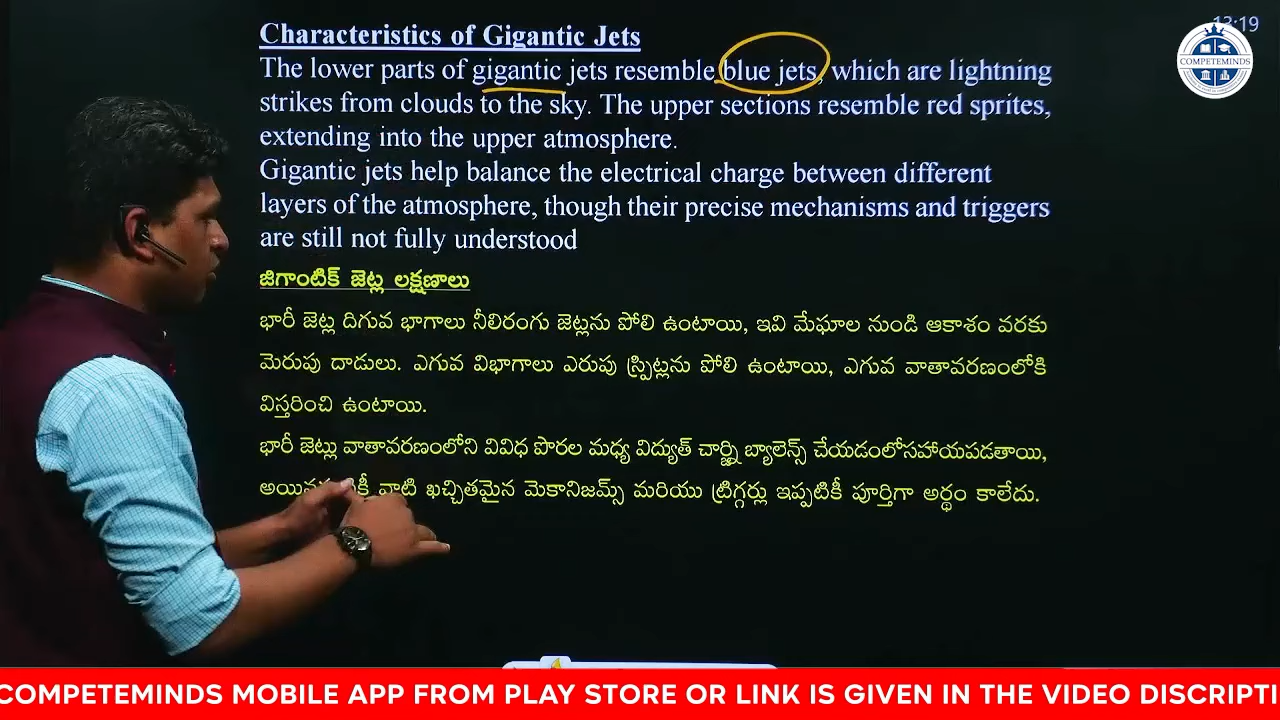 Characteristics of Gigantic Jets
13:19
COMPETEMINDS
The lower parts of gigantic jets resemble blue jets, which are lightning
strikes from clouds to the sky. The upper sections resemble red sprites,
extending into the upper atmosphere.
Gigantic jets help balance the electrical charge between different
layers of the atmosphere, though their precise mechanisms and triggers
are still not fully understood
జిగాంటిక్ జెట్ల లక్షణాలు
భారీ జెట్ల దిగువ భాగాలు నీలిరంగు జెట్లను పోలి ఉంటాయి, ఇవి మేఘాల నుండి ఆకాశం వరకు
మెరుపు దాడులు. ఎగువ విభాగాలు ఎరుపు స్ప్రిట్లను పోలి ఉంటాయి, ఎగువ వాతావరణంలోకి
విస్తరించి ఉంటాయి.
భారీ జెట్లు వాతావరణంలోని వివిధ పొరల మధ్య విద్యుత్ చార్జ్ని బ్యాలెన్స్ చేయడంలోసహాయపడతాయి,
వాటి ఖచ్చితమైన మెకానిజమ్స్ మరియు ట్రిగ్గర్లు ఇప్పటికీ పూర్తిగా అర్థం కాలేదు.
COMPETEMINDS MOBILE APP FROM PLAY STORE OR LINK IS GIVEN IN THE VIDEO DISCRIPTI